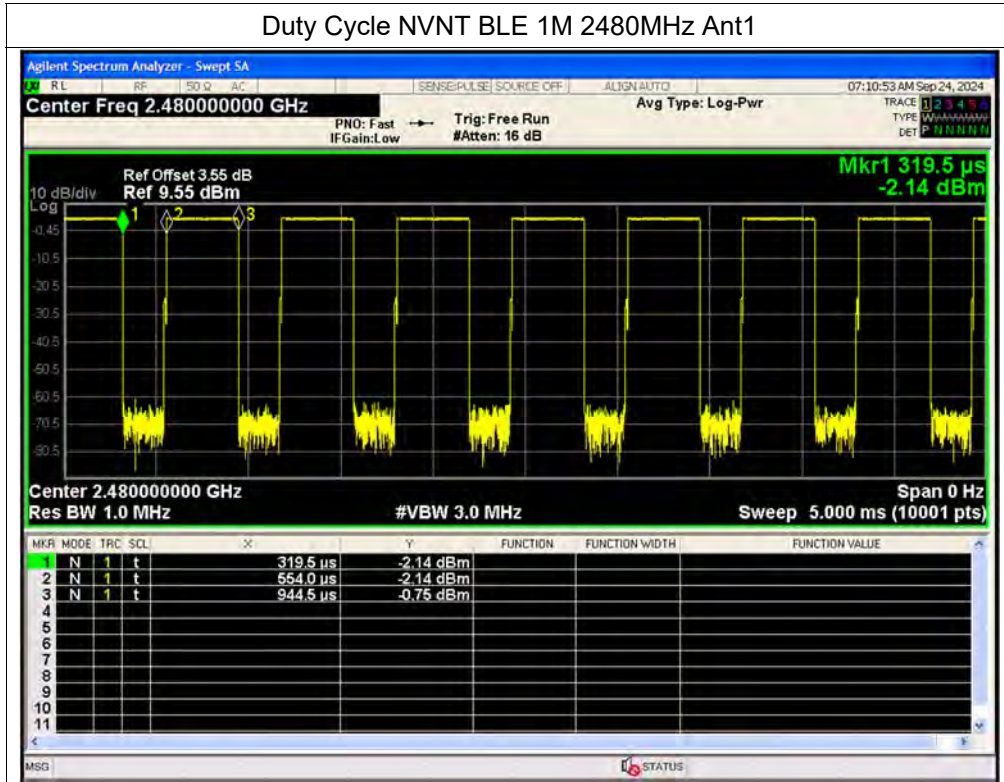 Duty Cycle NVNT BLE 1M 2480MHz Ant1
Agilent Spectrum Analyzer - Swept SA
RL RF 50 Ω AC SENSE:PULSE SOURCE OFF ALIGN AUTO 07:10:53 AM Sep 24, 2024
Center Freq 2.480000000 GHz Avg Type: Log-Pwr TRACE 1 2 3 4 5 6
PNO: Fast Trig: Free Run TYPE WWWWWW
IFGain:Low #Atten: 16 dB DET P N N N N N
Mkr1 319.5 µs
Ref Offset 3.55 dB
10 dB/div Ref 9.55 dBm -2.14 dBm
Log
1 2 3
-0.45
-10.5
-20.5
-30.5
-40.5
-50.5
-60.5
-70.5
-80.5
Center 2.480000000 GHz Span 0 Hz
Res BW 1.0 MHz #VBW 3.0 MHz Sweep 5.000 ms (10001 pts)
MKR MODE TRC SCL X Y FUNCTION FUNCTION WIDTH FUNCTION VALUE
1 N 1 t 319.5 µs -2.14 dBm
2 N 1 t 554.0 µs -2.14 dBm
3 N 1 t 944.5 µs -0.75 dBm
4
5
6
7
8
9
10
11
MSG STATUS